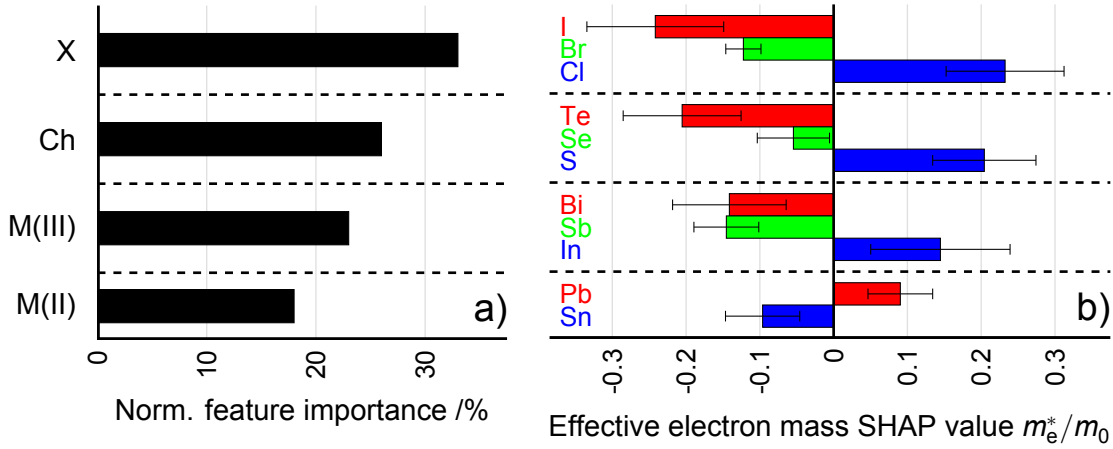 X
Ch
M(III)
M(II)
a)
0
10
20
30
Norm. feature importance /%
I
Br
Cl
Te
Se
S
Bi
Sb
In
Pb
Sn
b)
-0.3
-0.2
-0.1
0
0.1
0.2
0.3
Effective electron mass SHAP value m*e/m0